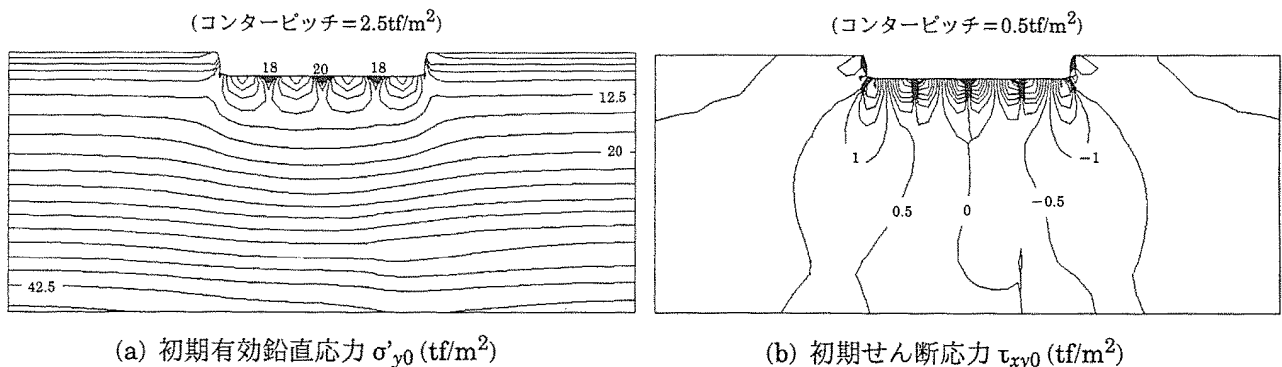 (コンターピッチ=2.5tf/m²)
18 20 18
12.5
20
42.5
(a) 初期有効鉛直応力 σ'y0 (tf/m²)
(コンターピッチ=0.5tf/m²)
1
-1
0.5
0
-0.5
(b) 初期せん断応力 τxy0 (tf/m²)